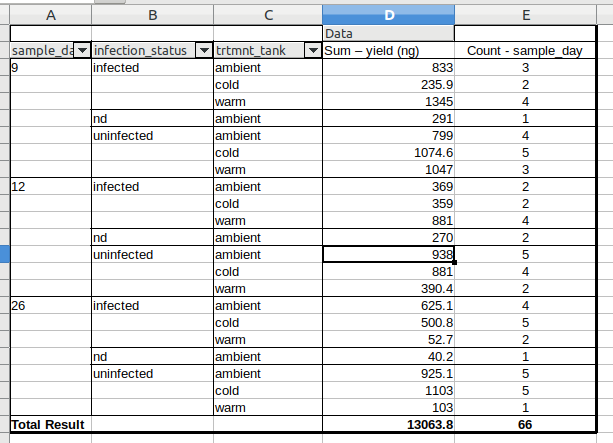 A B C D E
Data
sample_da infection_status trtmnt_tank Sum – yield (ng) Count - sample_day
9 infected ambient 833 3
cold 235.9 2
warm 1345 4
nd ambient 291 1
uninfected ambient 799 4
cold 1074.6 5
warm 1047 3
12 infected ambient 369 2
cold 359 2
warm 881 4
nd ambient 270 2
uninfected ambient 938 5
cold 881 4
warm 390.4 2
26 infected ambient 625.1 4
cold 500.8 5
warm 52.7 2
nd ambient 40.2 1
uninfected ambient 925.1 5
cold 1103 5
warm 103 1
Total Result 13063.8 66